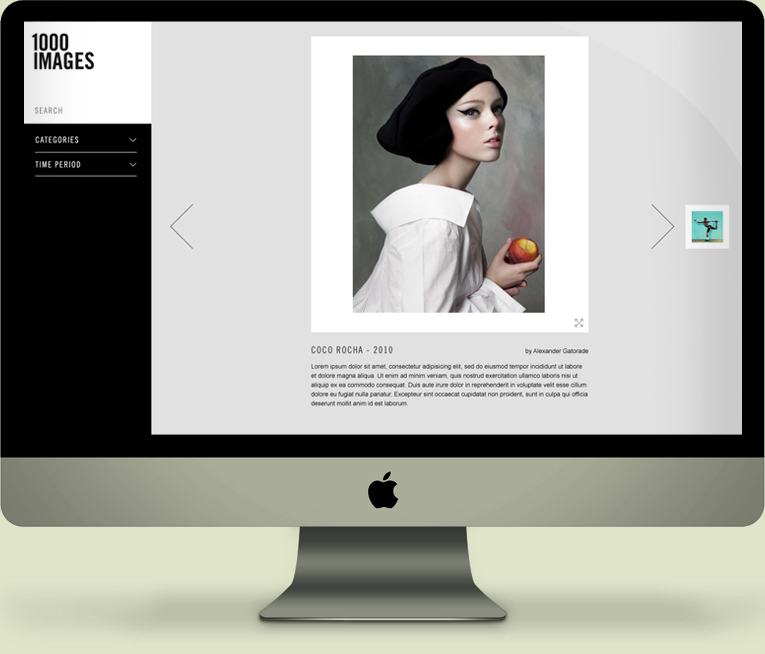 1000
IMAGES
SEARCH
CATEGORIES
TIME PERIOD
COCO ROCHA - 2010
by Alexander Gatorade
Lorem ipsum dolor sit amet, consectetur adipisicing elit, sed do eiusmod tempor incididunt ut labore
et dolore magna aliqua. Ut enim ad minim veniam, quis nostrud exercitation ullamco laboris nisi ut
aliquip ex ea commodo consequat. Duis aute irure dolor in reprehenderit in voluptate velit esse cillum
dolore eu fugiat nulla pariatur. Excepteur sint occaecat cupidatat non proident, sunt in culpa qui officia
deserunt mollit anim id est laborum.